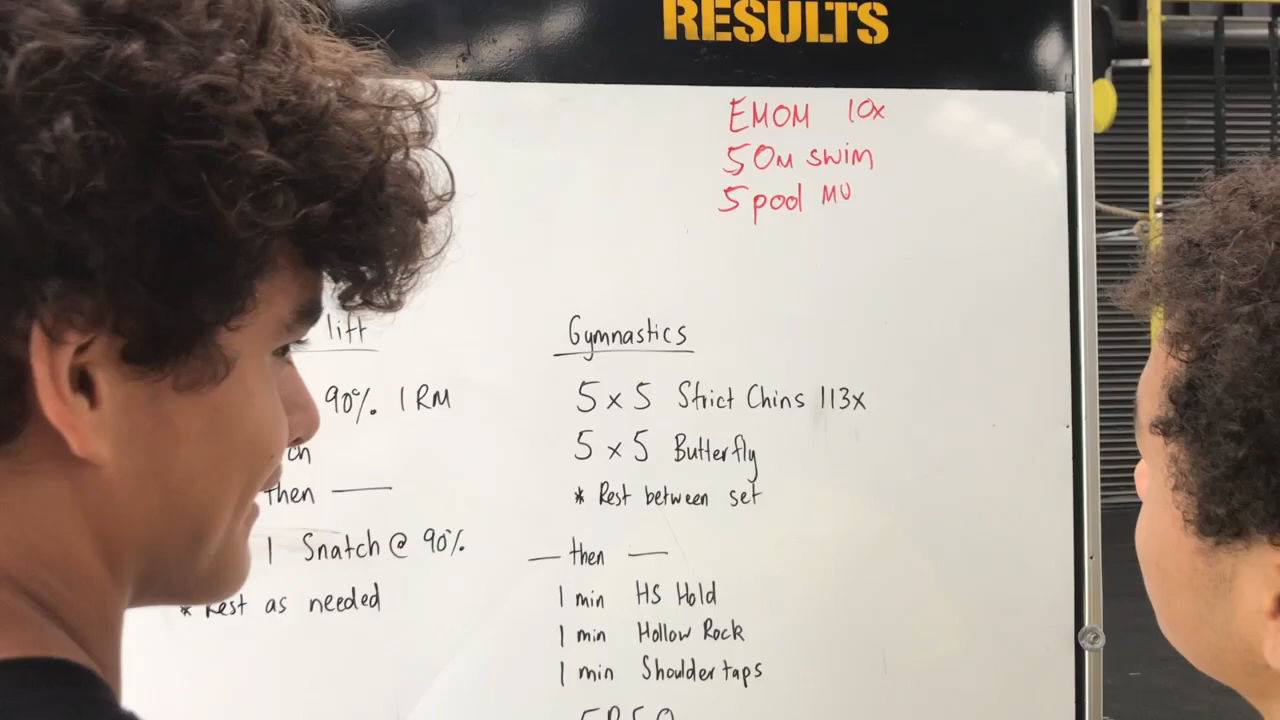 RESULTS
EMOM 10x
50M SWIM
5 pool MU
lift
90% 1 RM
Then
1 Snatch @ 90%
* Rest as needed
Gymnastics
5 x 5 Strict Chins 113x
5 x 5 Butterfly
* Rest between set
— then —
1 min HS Hold
1 min Hollow Rock
1 min Shoulder taps